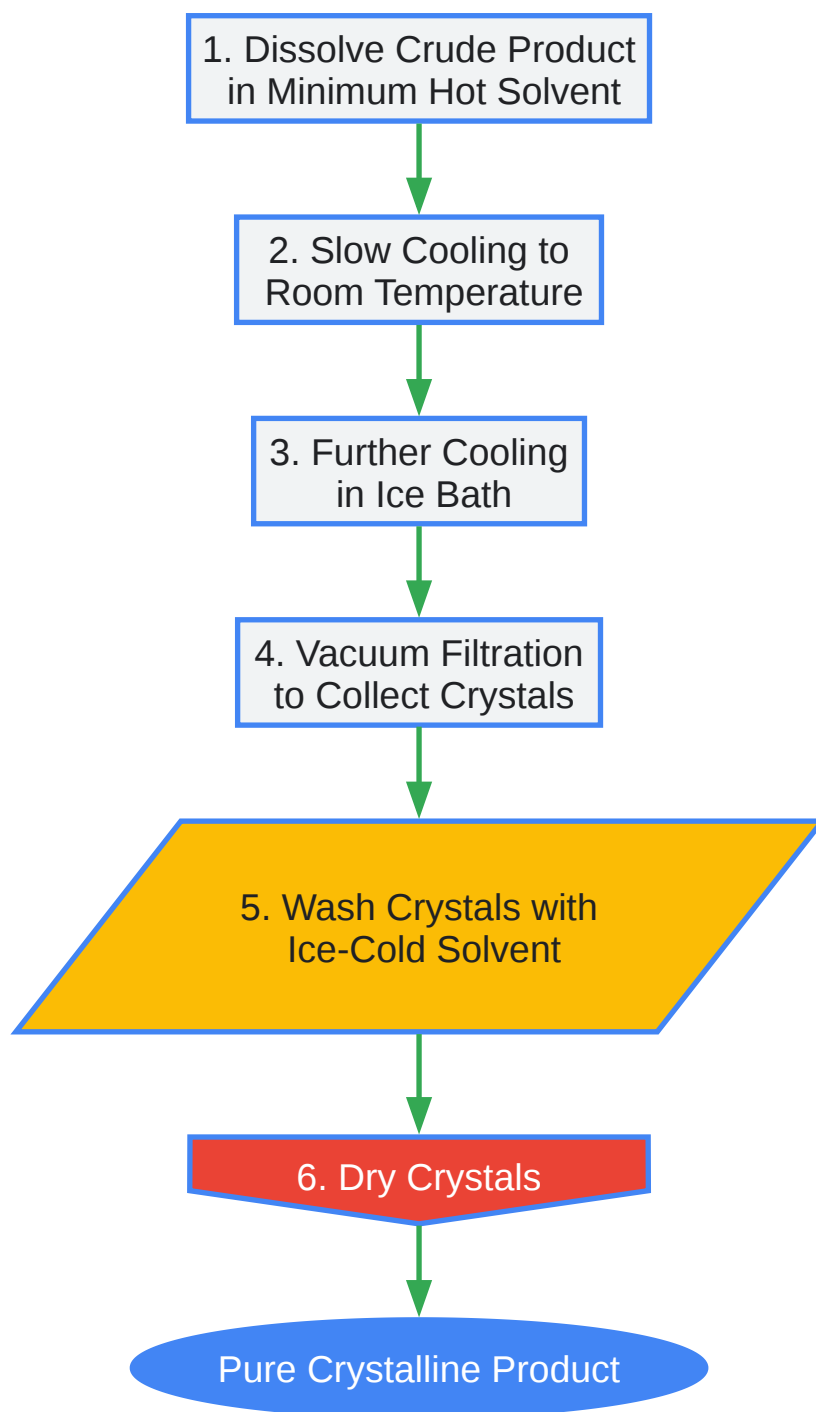 1. Dissolve Crude Product
in Minimum Hot Solvent
2. Slow Cooling to
Room Temperature
3. Further Cooling
in Ice Bath
4. Vacuum Filtration
to Collect Crystals
5. Wash Crystals with
Ice-Cold Solvent
6. Dry Crystals
Pure Crystalline Product